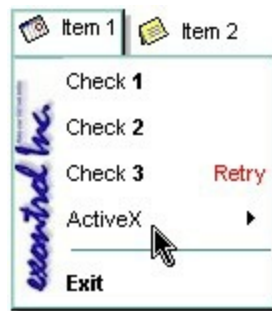 Item 1 Item 2
Check 1
Check 2
Check 3 Retry
ActiveX
Exit
exontrol Inc.